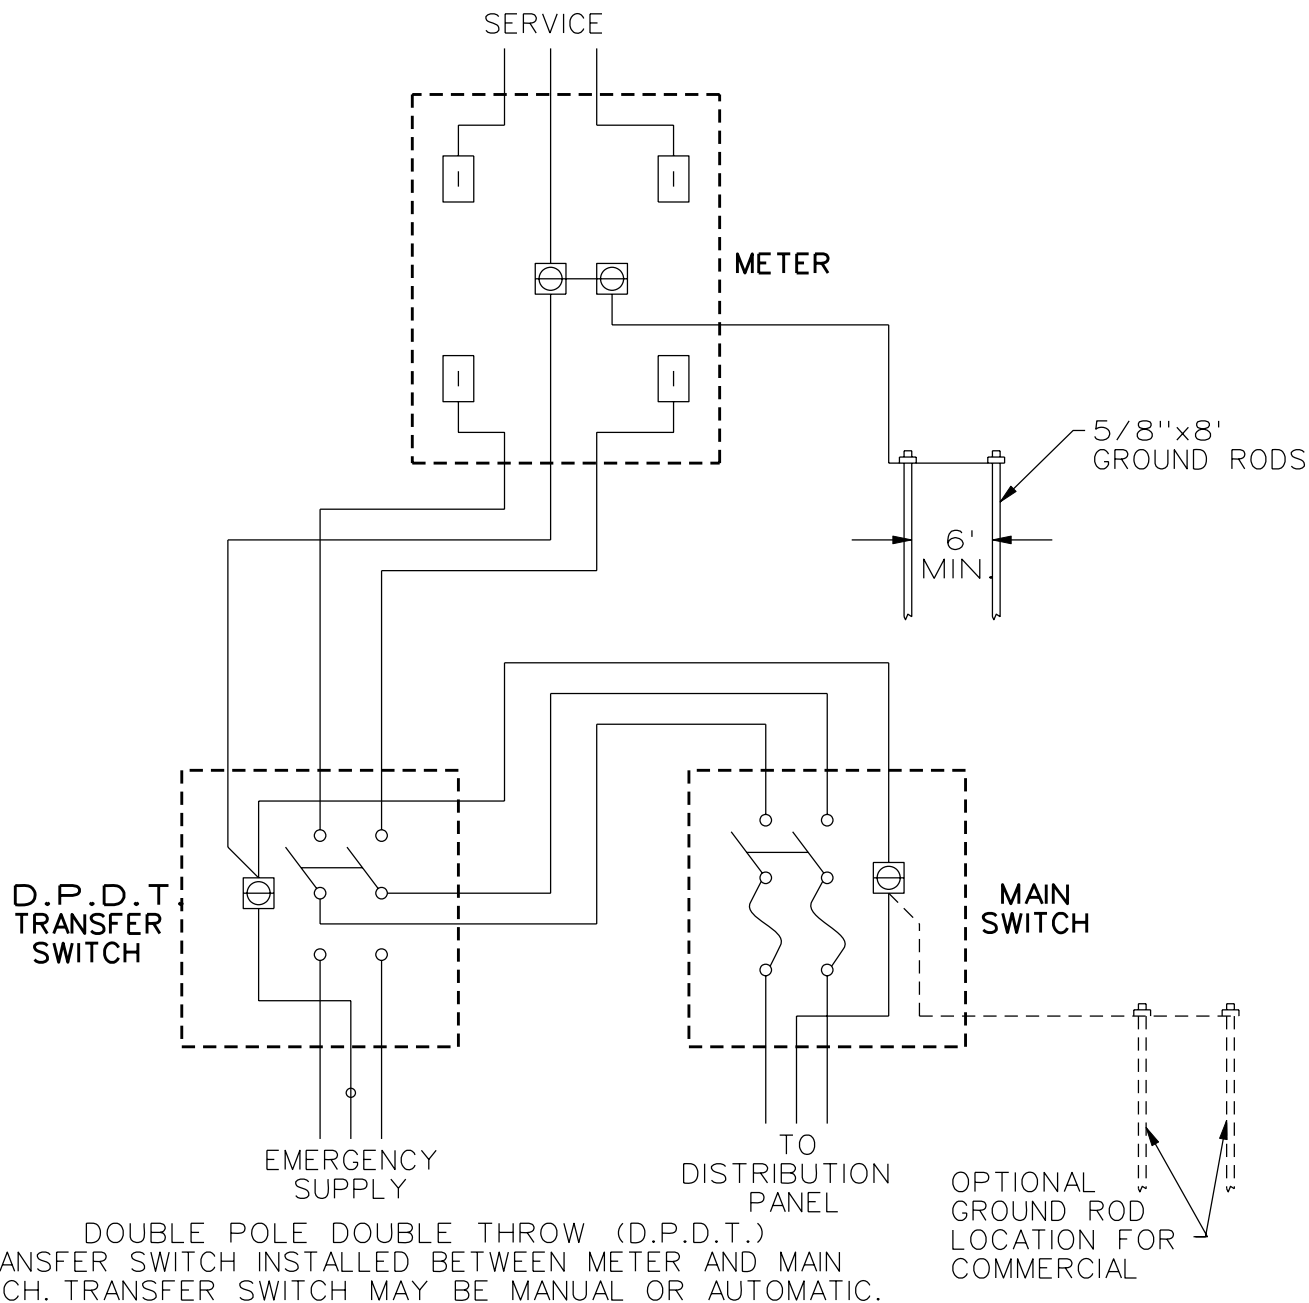 SERVICE
METER
5/8"x8'
GROUND RODS
6'
MIN.
D.P.D.T.
TRANSFER
SWITCH
MAIN
SWITCH
EMERGENCY
SUPPLY
TO
DISTRIBUTION
PANEL
OPTIONAL
GROUND ROD
LOCATION FOR
COMMERCIAL
DOUBLE POLE DOUBLE THROW (D.P.D.T.)
ANSFER SWITCH INSTALLED BETWEEN METER AND MAIN
CH. TRANSFER SWITCH MAY BE MANUAL OR AUTOMATIC.